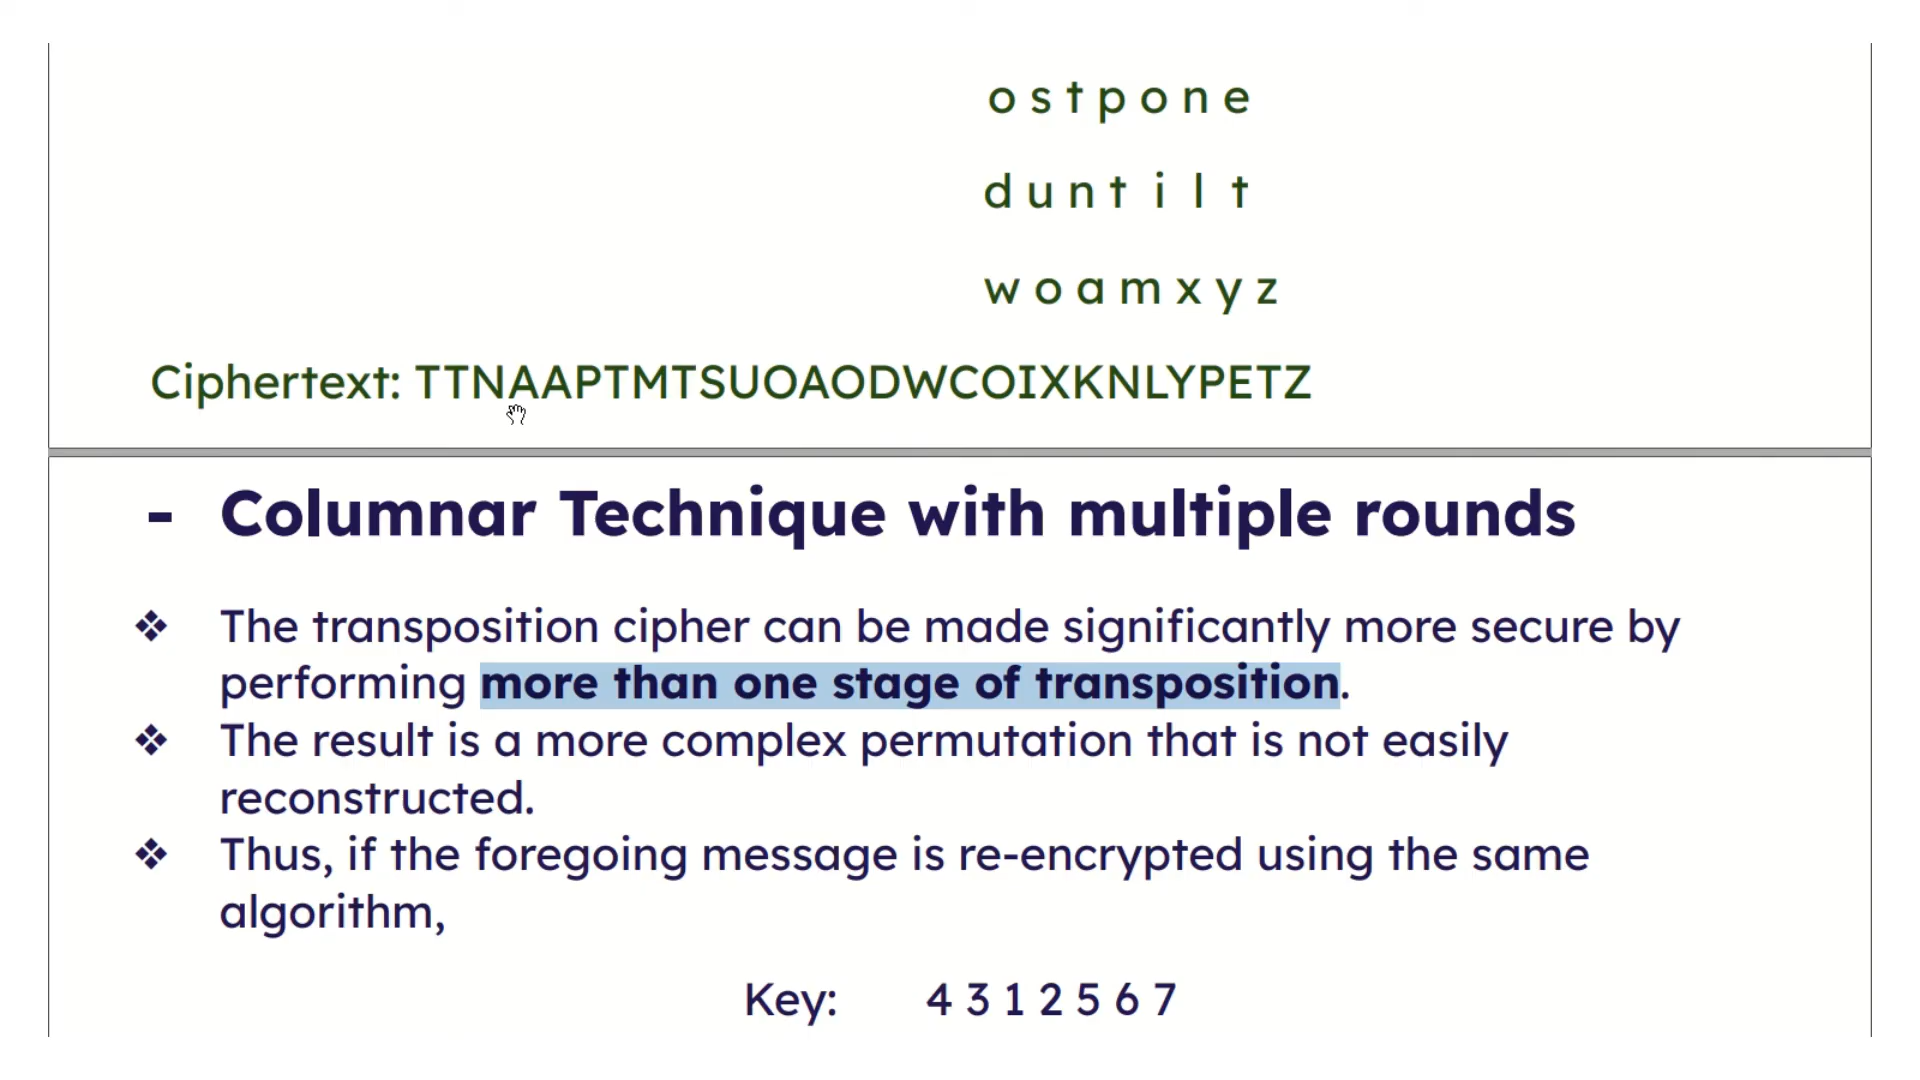 o s t p o n e
d u n t i l t
w o a m x y z
Ciphertext: TTNAAPTMTSUOAODWCOIXKNLYPETZ
- Columnar Technique with multiple rounds
❖ The transposition cipher can be made significantly more secure by
performing more than one stage of transposition.
❖ The result is a more complex permutation that is not easily
reconstructed.
❖ Thus, if the foregoing message is re-encrypted using the same
algorithm,
Key: 4 3 1 2 5 6 7